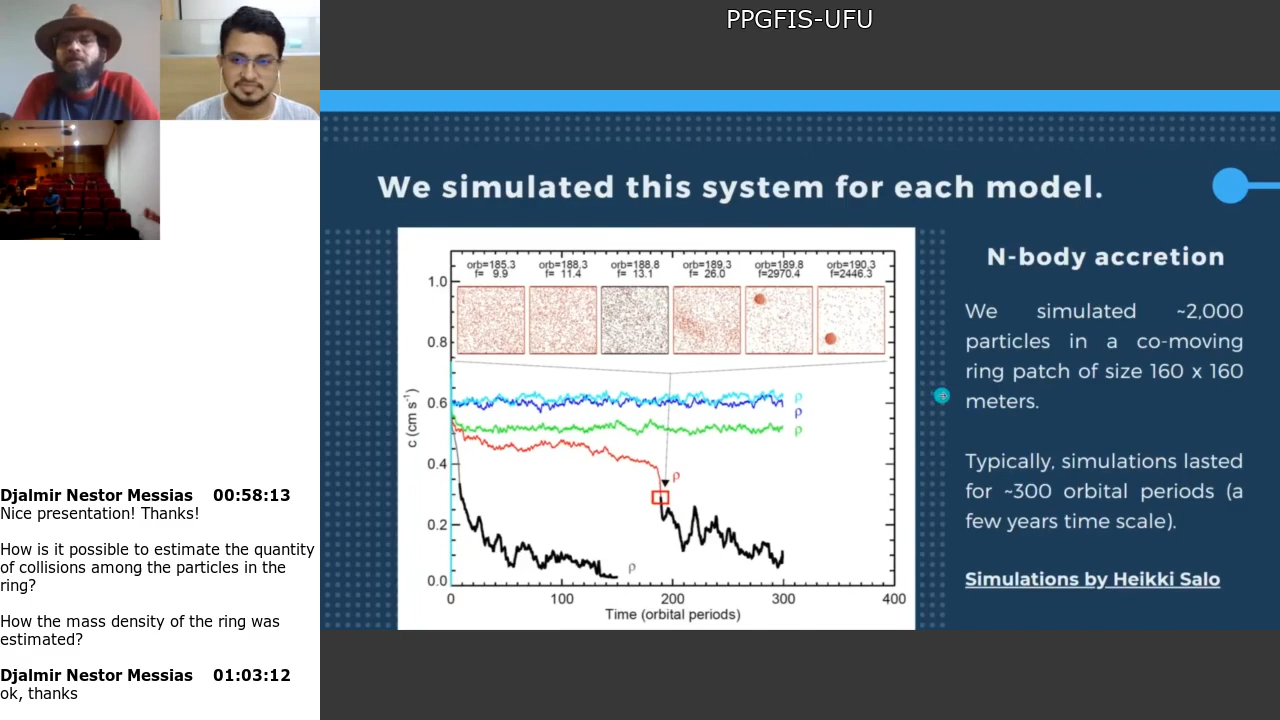 PPGFIS-UFU
We simulated this system for each model.
orb=185.3 orb=188.3 orb=188.8 orb=189.3 orb=189.8 orb=190.3
f= 9.9 f= 11.4 f= 13.1 f= 26.0 f=2970.4 f=2446.3
1.0
0.8
0.6
0.4
0.2
0.0
c (cm s⁻¹)
ρ
ρ
ρ
ρ
ρ
0 100 200 300 400
Time (orbital periods)
N-body accretion
We simulated ~2,000
particles in a co-moving
ring patch of size 160 x 160
meters.
Typically, simulations lasted
for ~300 orbital periods (a
few years time scale).
Simulations by Heikki Salo
Djalmir Nestor Messias 00:58:13
Nice presentation! Thanks!
How is it possible to estimate the quantity
of collisions among the particles in the
ring?
How the mass density of the ring was
estimated?
Djalmir Nestor Messias 01:03:12
ok, thanks